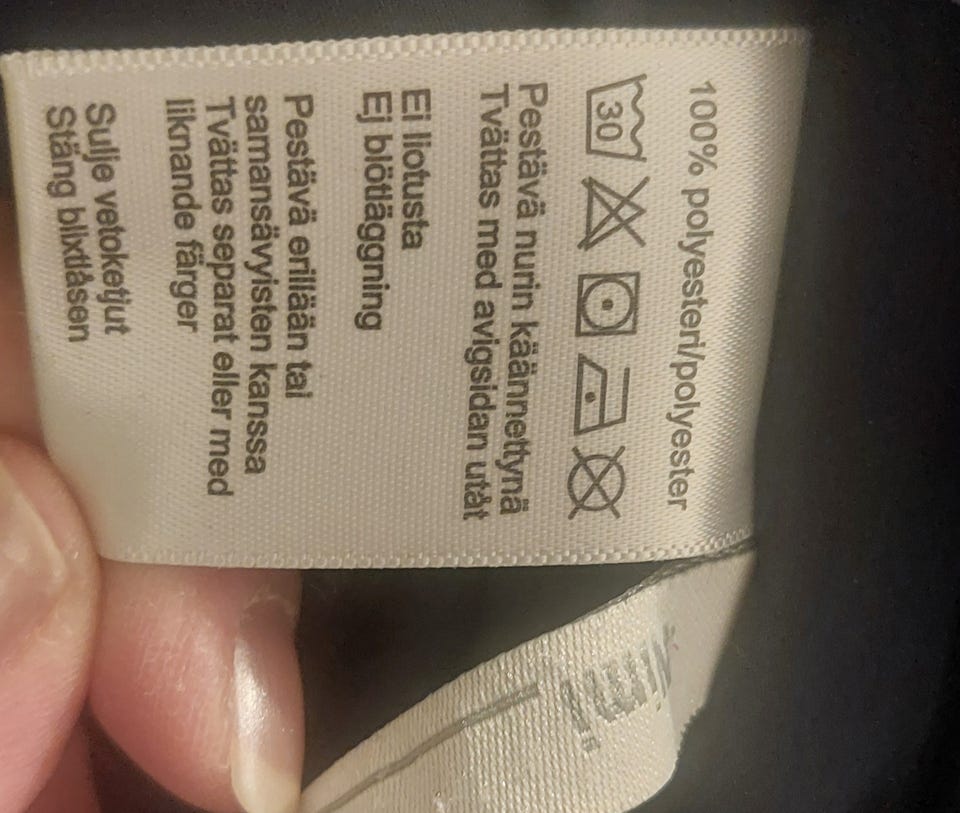 100% polyesteri/polyester
30
Pestävä nurin käännettynä
Tvättas med avigsidan utåt
Ei liotusta
Ej blötläggning
Pestävä erillään tai
samansävyisten kanssa
Tvättas separat eller med
liknande färger
Sulje vetoketjut
Stäng blixtlåsen